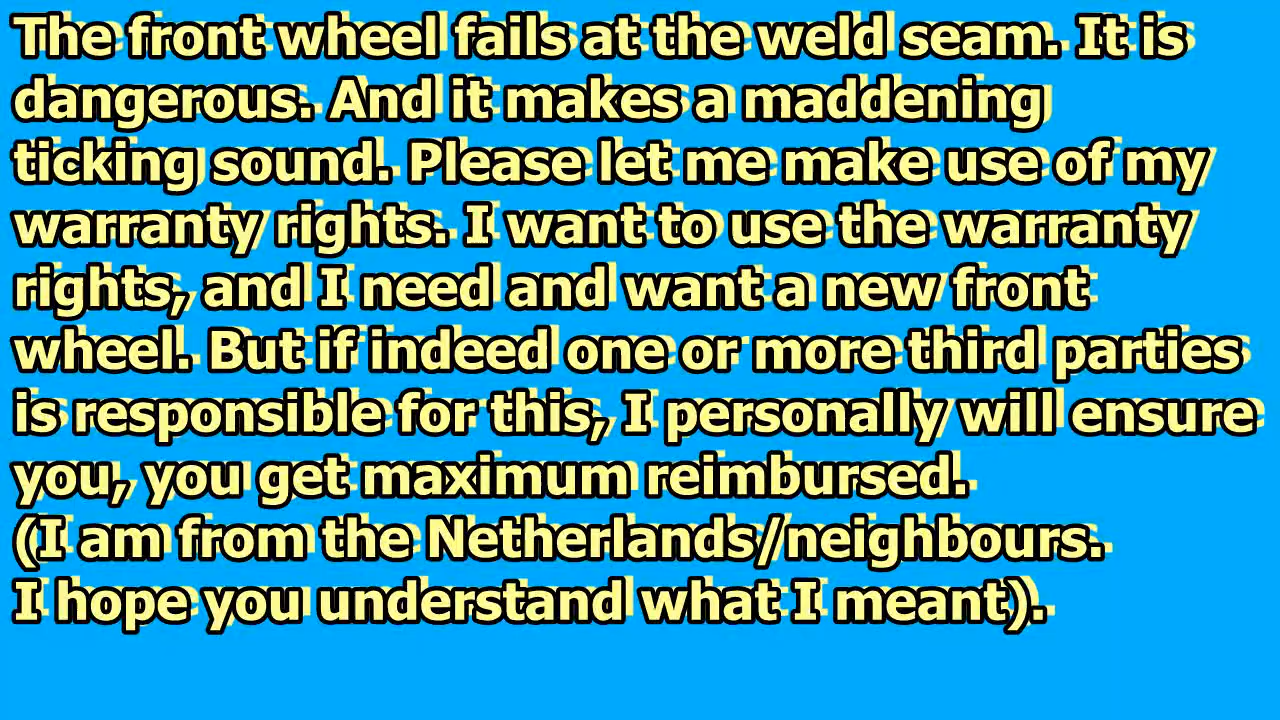 The front wheel fails at the weld seam. It is
dangerous. And it makes a maddening
ticking sound. Please let me make use of my
warranty rights. I want to use the warranty
rights, and I need and want a new front
wheel. But if indeed one or more third parties
is responsible for this, I personally will ensure
you, you get maximum reimbursed.
(I am from the Netherlands/neighbours.
I hope you understand what I meant).